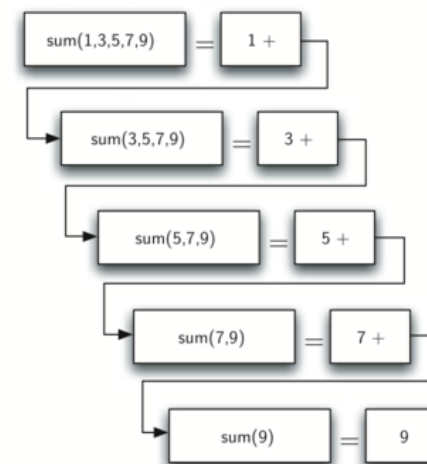 sum(1,3,5,7,9) = 1 +
sum(3,5,7,9) = 3 +
sum(5,7,9) = 5 +
sum(7,9) = 7 +
sum(9) = 9